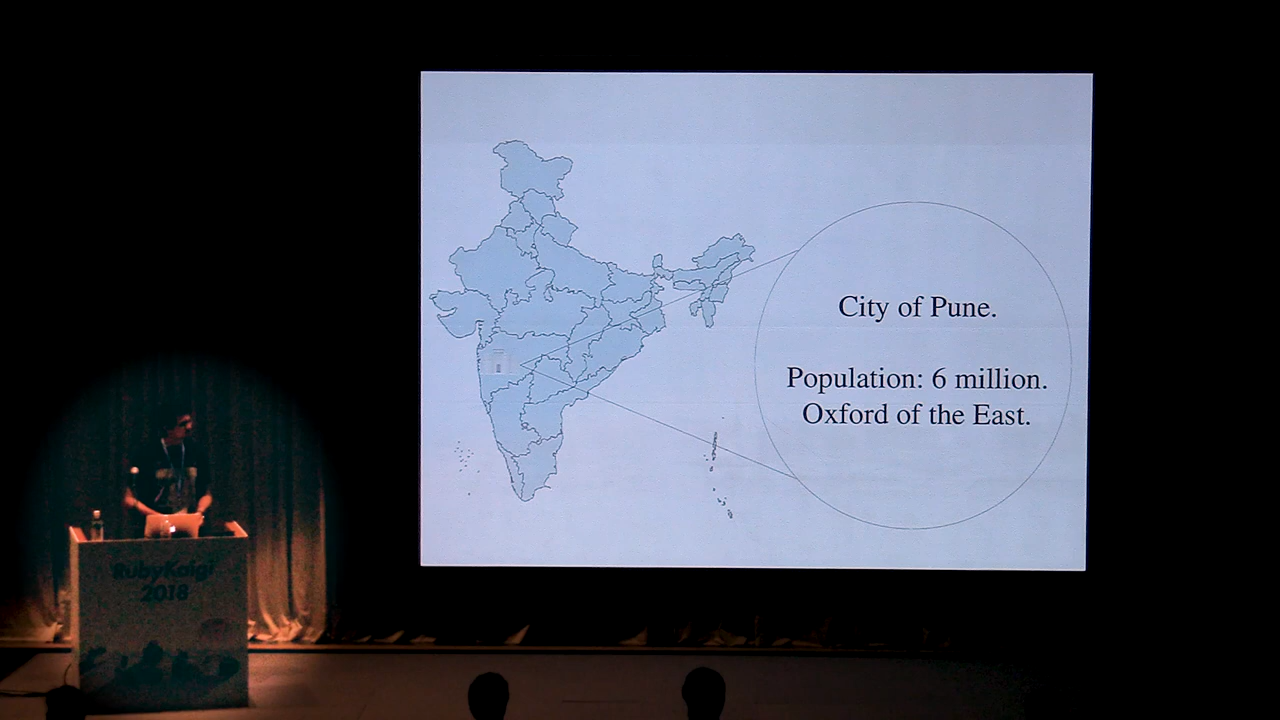 City of Pune.
Population: 6 million.
Oxford of the East.
RubyKaigi
2018